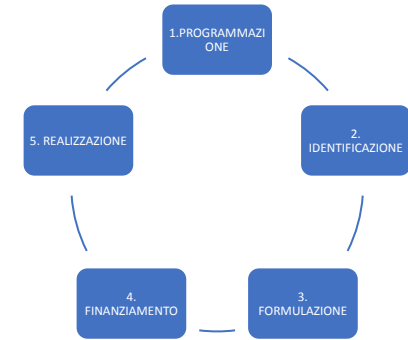 1.PROGRAMMAZI
ONE
2.
IDENTIFICAZIONE
3.
FORMULAZIONE
4.
FINANZIAMENTO
5. REALIZZAZIONE